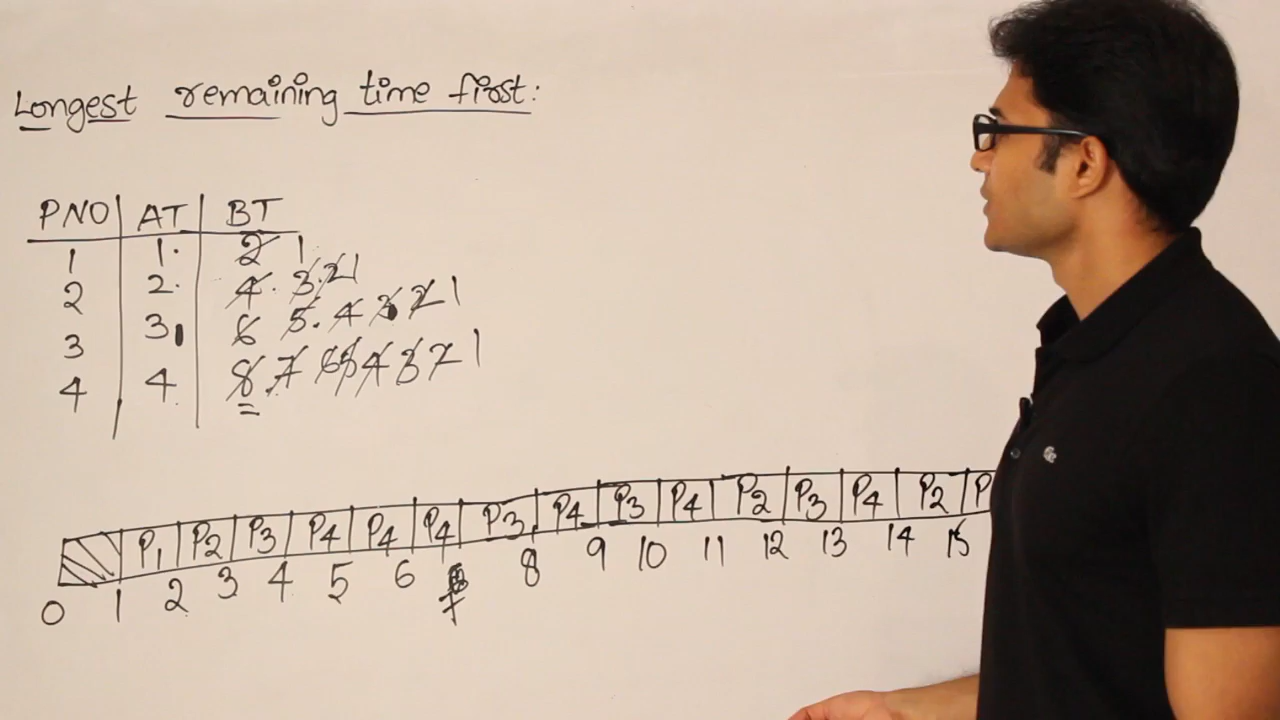 Longest remaining time first:
PNO AT BT
1 1. 2 1
2 2. 4. 3. 2 1
3 3 6 5. 4 3 2 1
4 4. 8. 7 6 5 4 3 2 1
P1 P2 P3 P4 P4 P4 P3 P4 P3 P4 P2 P3 P4 P2 P
0 1 2 3 4 5 6 7 8 9 10 11 12 13 14 15